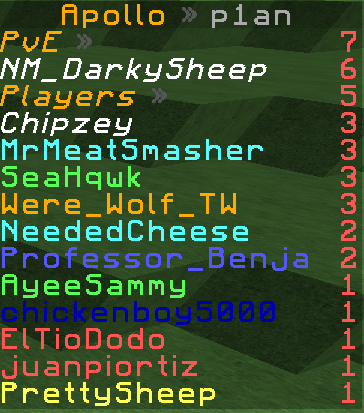 Apollo » p1an
PvE » 7
NM_DarkySheep 6
Players » 5
Chipzey 3
MrMeatSmasher 3
SeaHqwk 3
Were_Wolf_TW 3
NeededCheese 2
Professor_Benja 2
AyeeSammy 1
chickenboy5000 1
ElTioDodo 1
juanpiortiz 1
PrettySheep 1